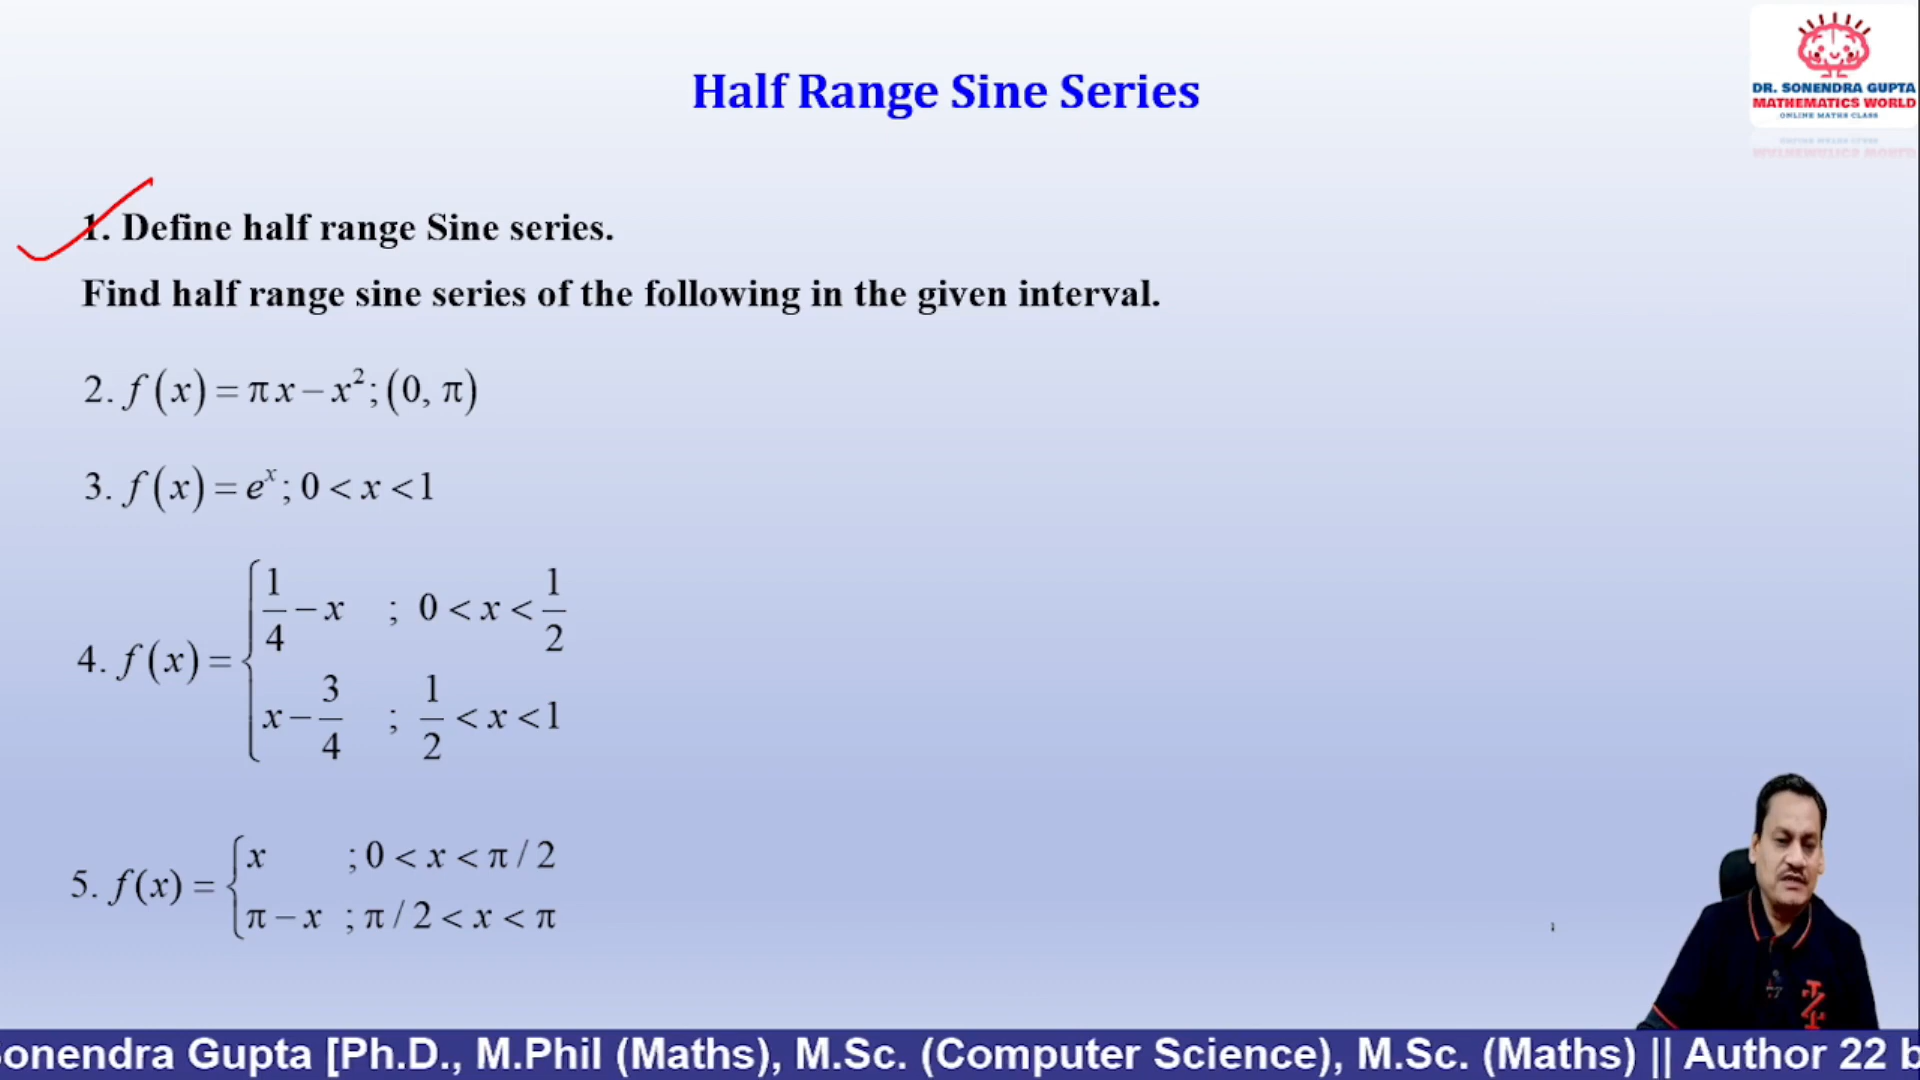 Half Range Sine Series
DR. SONENDRA GUPTA
MATHEMATICS WORLD
ONLINE MATHS CLASS
1. Define half range Sine series.
Find half range sine series of the following in the given interval.
2. f(x) = πx − x²; (0, π)
3. f(x) = eˣ; 0 < x < 1
4. f(x) = { 1/4 − x ; 0 < x < 1/2
x − 3/4 ; 1/2 < x < 1
5. f(x) = { x ; 0 < x < π / 2
π − x ; π / 2 < x < π
onendra Gupta [Ph.D., M.Phil (Maths), M.Sc. (Computer Science), M.Sc. (Maths) || Author 22 b